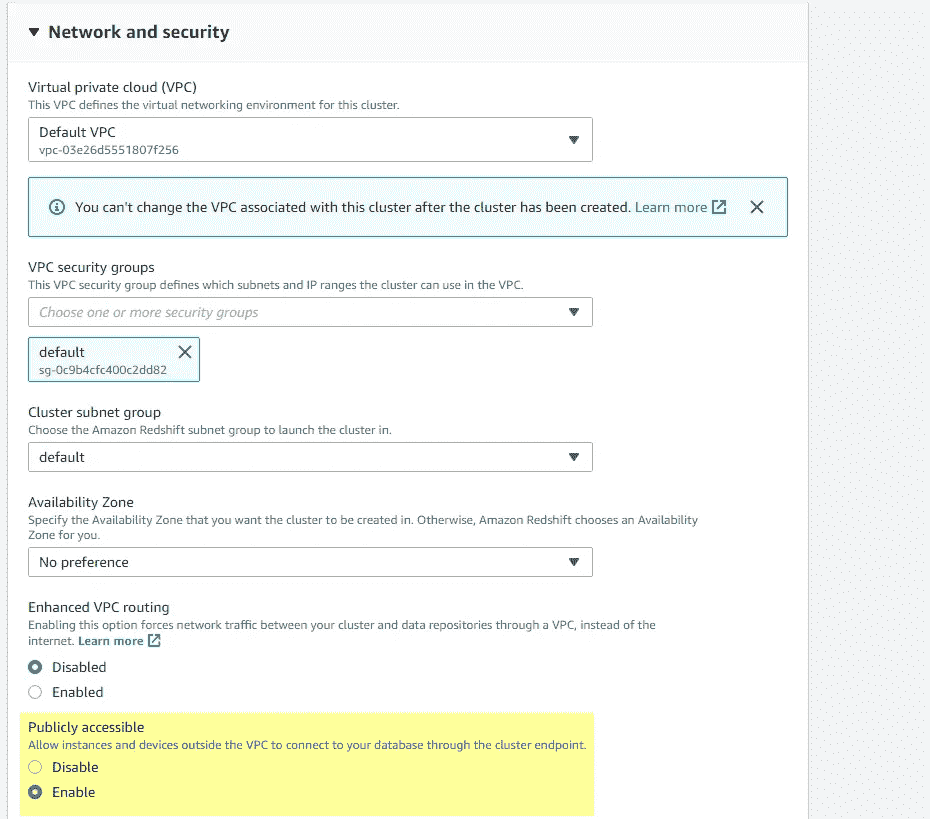 Network and security
Virtual private cloud (VPC)
This VPC defines the virtual networking environment for this cluster.
Default VPC
vpc-03e26d5551807f256
You can't change the VPC associated with this cluster after the cluster has been created. Learn more
VPC security groups
This VPC security group defines which subnets and IP ranges the cluster can use in the VPC.
Choose one or more security groups
default
sg-0c9b4cfc400c2dd82
Cluster subnet group
Choose the Amazon Redshift subnet group to launch the cluster in.
default
Availability Zone
Specify the Availability Zone that you want the cluster to be created in. Otherwise, Amazon Redshift chooses an Availability
Zone for you.
No preference
Enhanced VPC routing
Enabling this option forces network traffic between your cluster and data repositories through a VPC, instead of the
internet. Learn more
Disabled
Enabled
Publicly accessible
Allow instances and devices outside the VPC to connect to your database through the cluster endpoint.
Disable
Enable